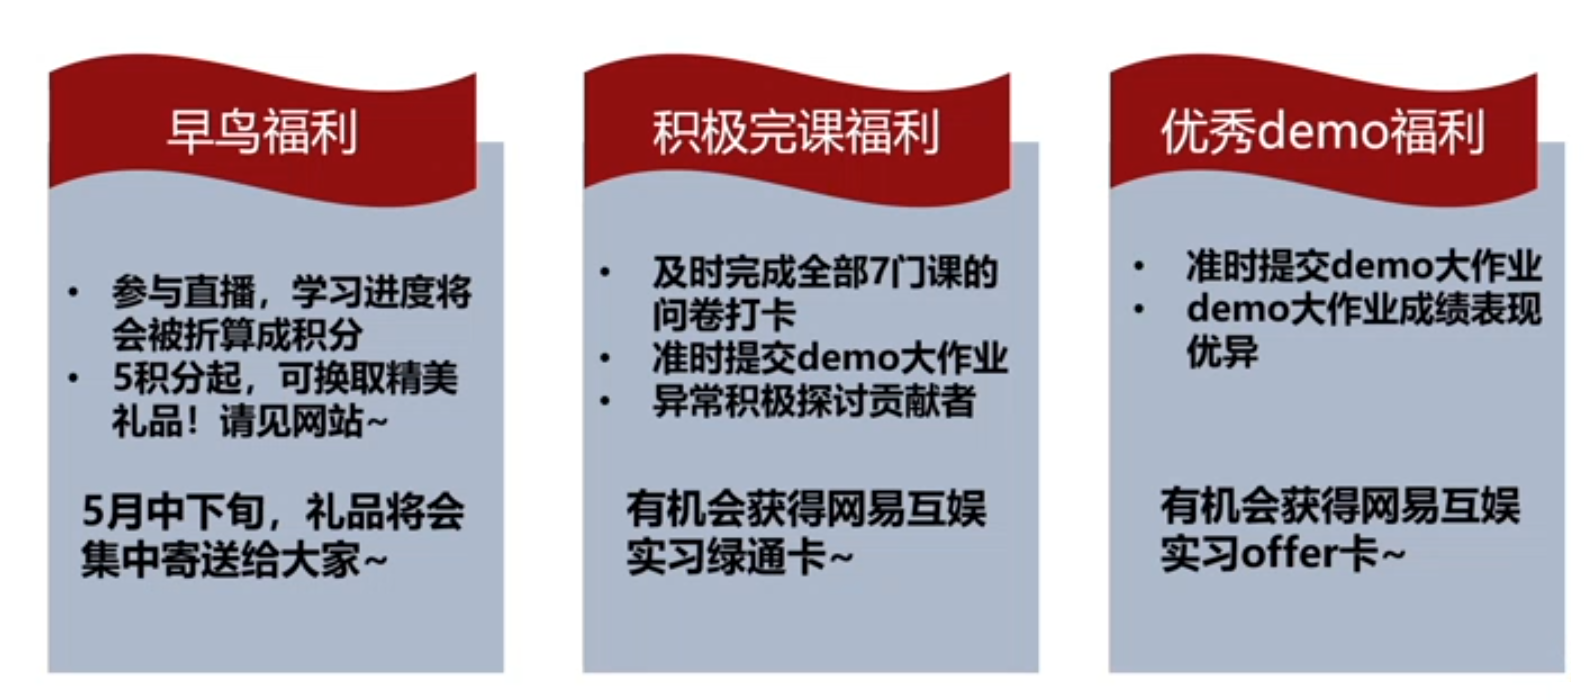 早鸟福利
• 参与直播，学习进度将
会被折算成积分
• 5积分起，可换取精美
礼品！请见网站~
5月中下旬，礼品将会
集中寄送给大家~
积极完课福利
• 及时完成全部7门课的
问卷打卡
• 准时提交demo大作业
• 异常积极探讨贡献者
有机会获得网易互娱
实习绿通卡~
优秀demo福利
• 准时提交demo大作业
• demo大作业成绩表现
优异
有机会获得网易互娱
实习offer卡~